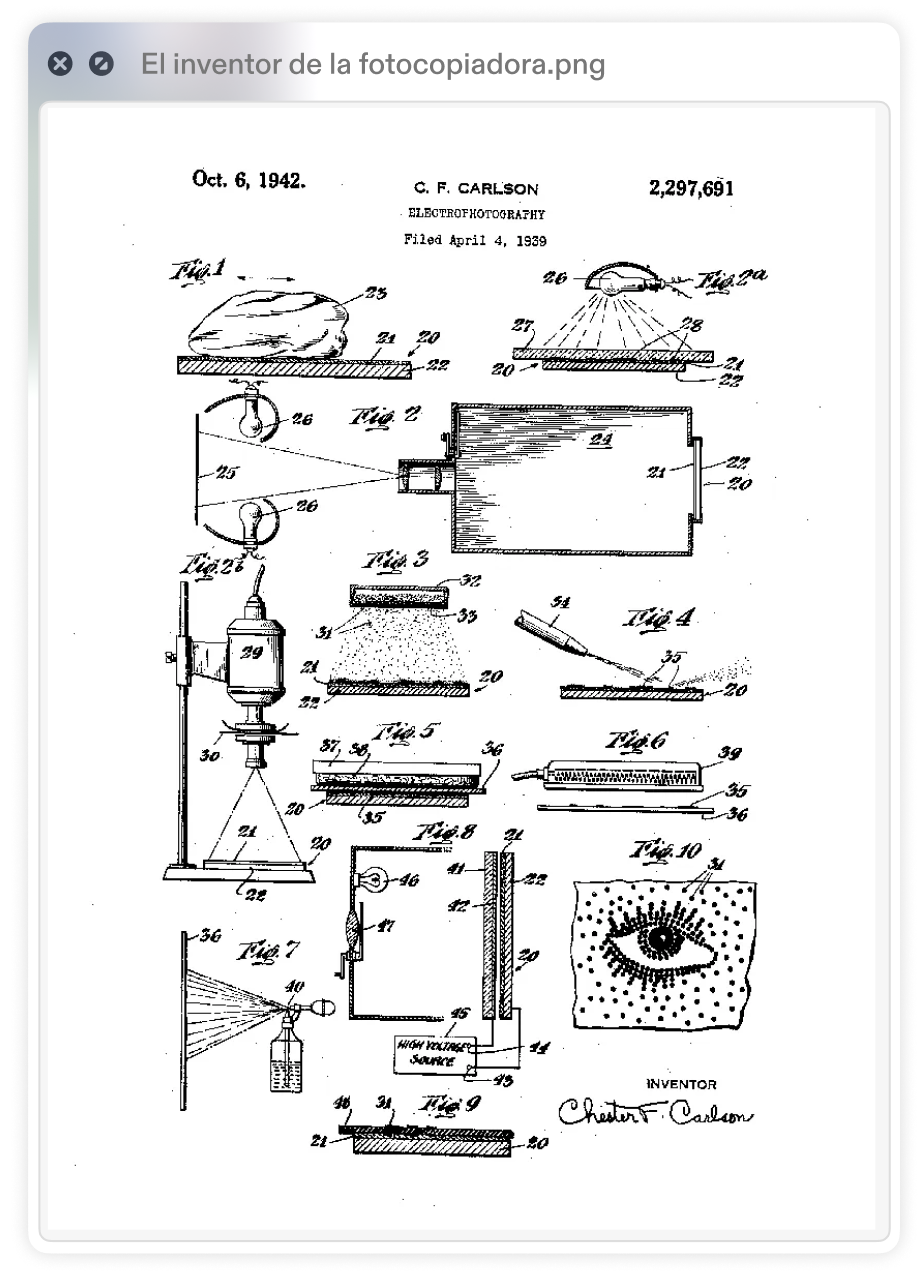 El inventor de la fotocopiadora.png
Oct. 6, 1942.
C. F. CARLSON
2,297,691
ELECTROPHOTOGRAPHY
Filed April 4, 1939
Fig. 1
23
21
20
22
26
Fig. 2a
27
28
20
21
22
26
Fig. 2
24
25
21
22
20
26
Fig. 2b
29
30
21
20
22
Fig. 3
32
33
31
21
20
22
34
Fig. 4
35
20
Fig. 5
37
38
36
20
35
Fig. 6
39
35
36
Fig. 8
46
47
41
21
42
22
20
45
HIGH VOLTAGE
SOURCE
44
43
Fig. 10
31
36
Fig. 7
40
48
31
Fig. 9
21
20
INVENTOR
Chester F. Carlson